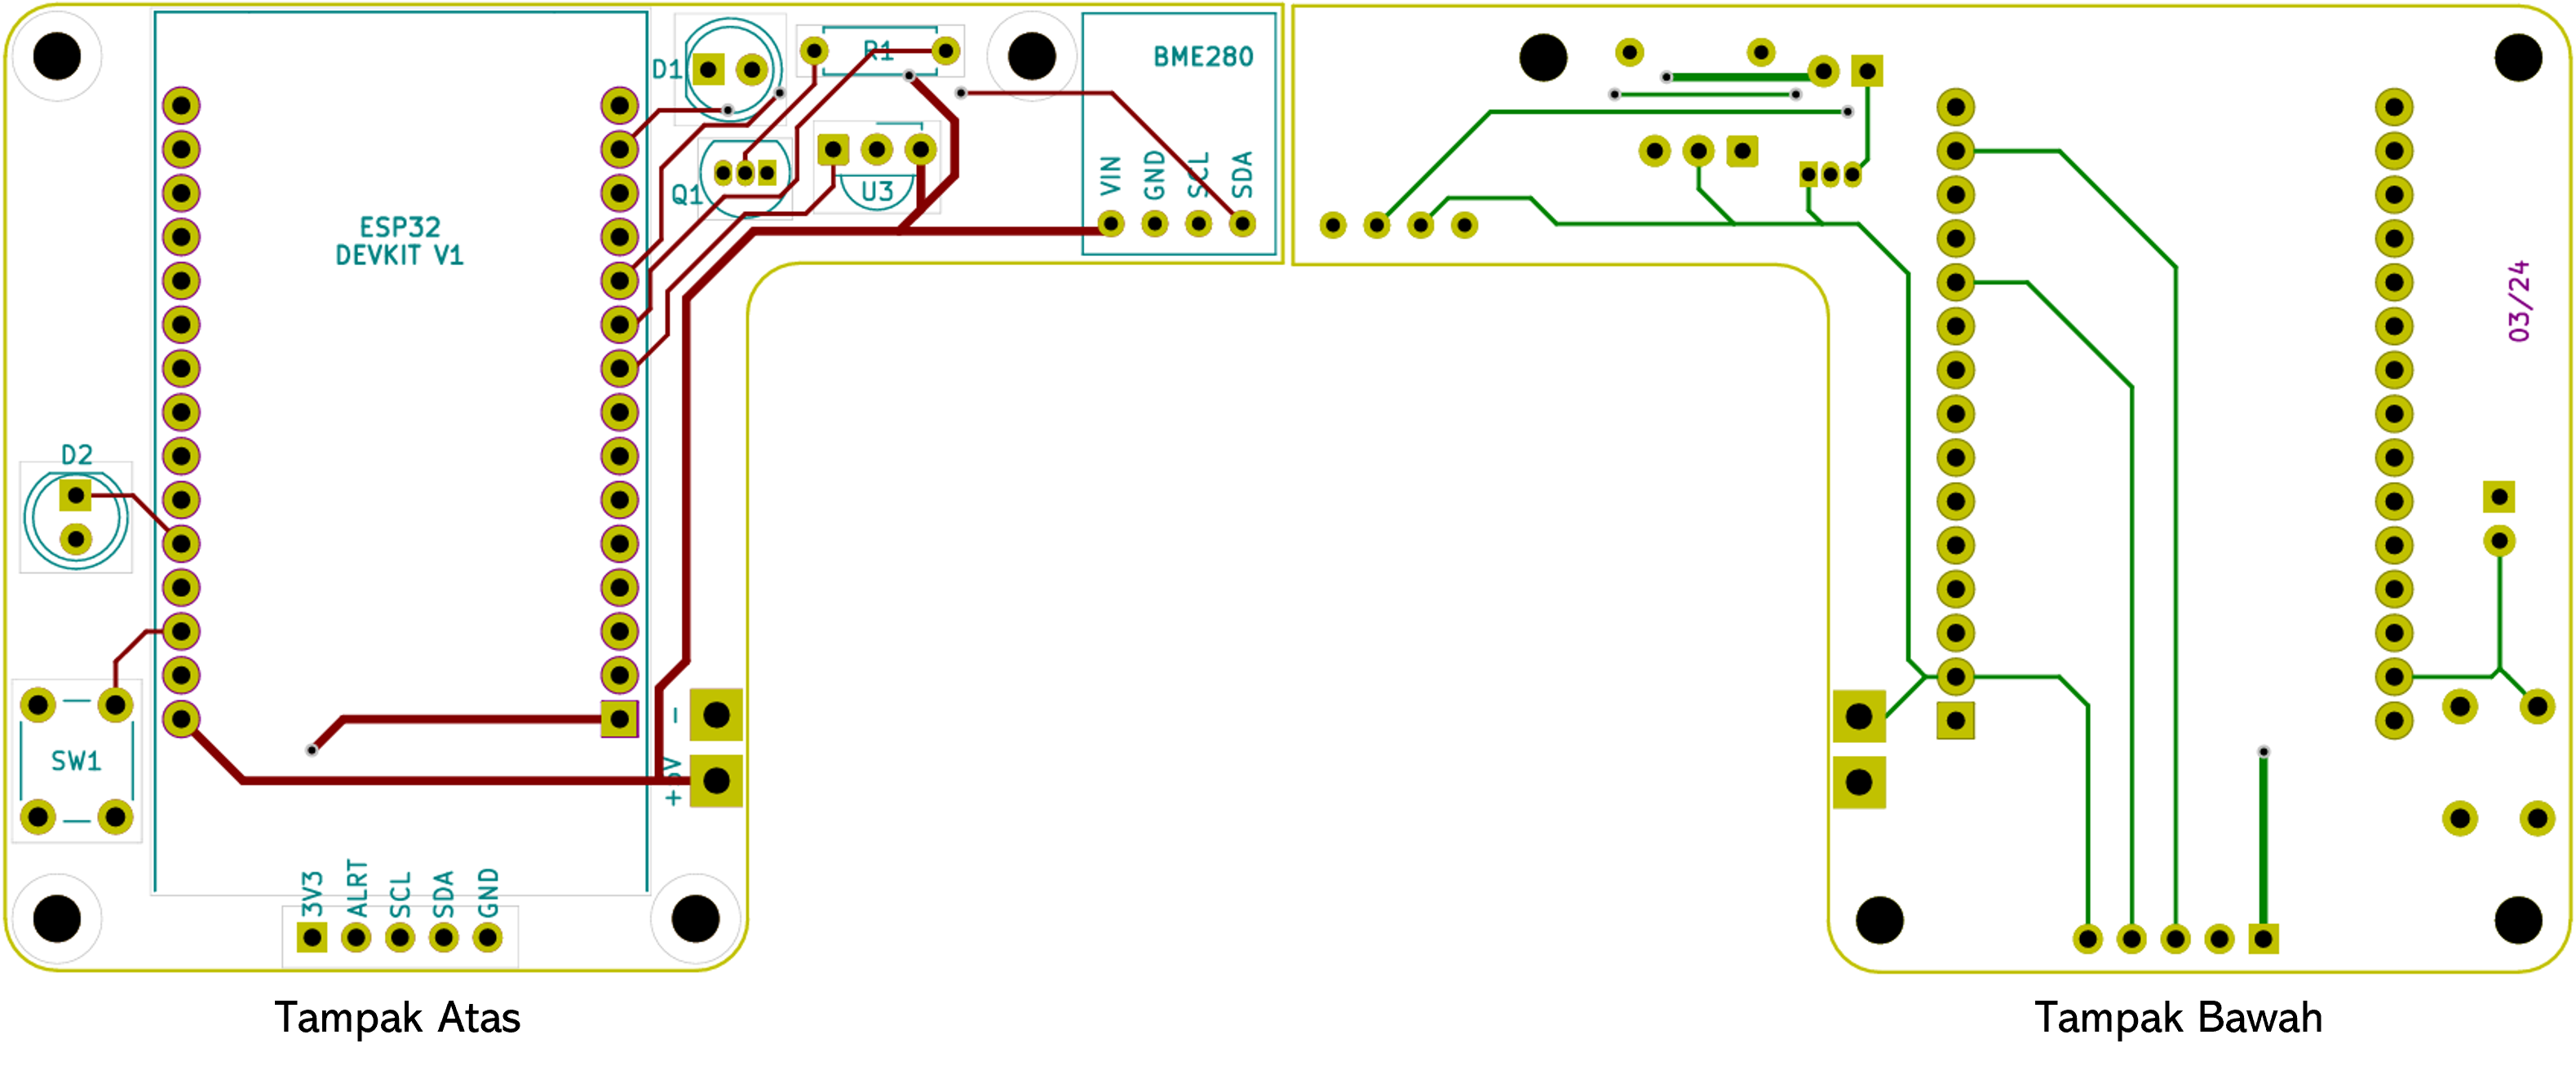 D1
R1
BME280
Q1
U3
VIN
GND
SCL
SDA
ESP32
DEVKIT V1
03/24
D2
SW1
-
+5V
3V3
ALRT
SCL
SDA
GND
Tampak Atas
Tampak Bawah